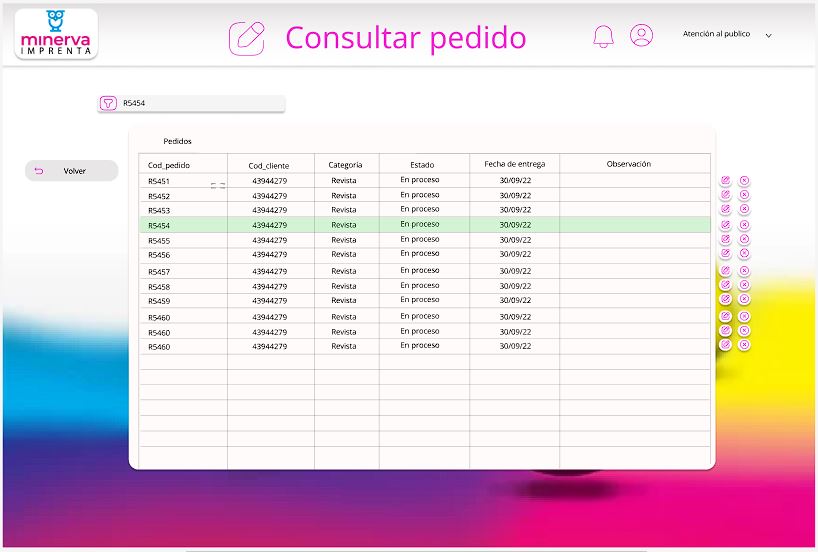 minerva
IMPRENTA
Consultar pedido
Atención al publico
R5454
Volver
Pedidos
Cod_pedido Cod_cliente Categoría Estado Fecha de entrega Observación
R5451 43944279 Revista En proceso 30/09/22
R5452 43944279 Revista En proceso 30/09/22
R5453 43944279 Revista En proceso 30/09/22
R5454 43944279 Revista En proceso 30/09/22
R5455 43944279 Revista En proceso 30/09/22
R5456 43944279 Revista En proceso 30/09/22
R5457 43944279 Revista En proceso 30/09/22
R5458 43944279 Revista En proceso 30/09/22
R5459 43944279 Revista En proceso 30/09/22
R5460 43944279 Revista En proceso 30/09/22
R5460 43944279 Revista En proceso 30/09/22
R5460 43944279 Revista En proceso 30/09/22